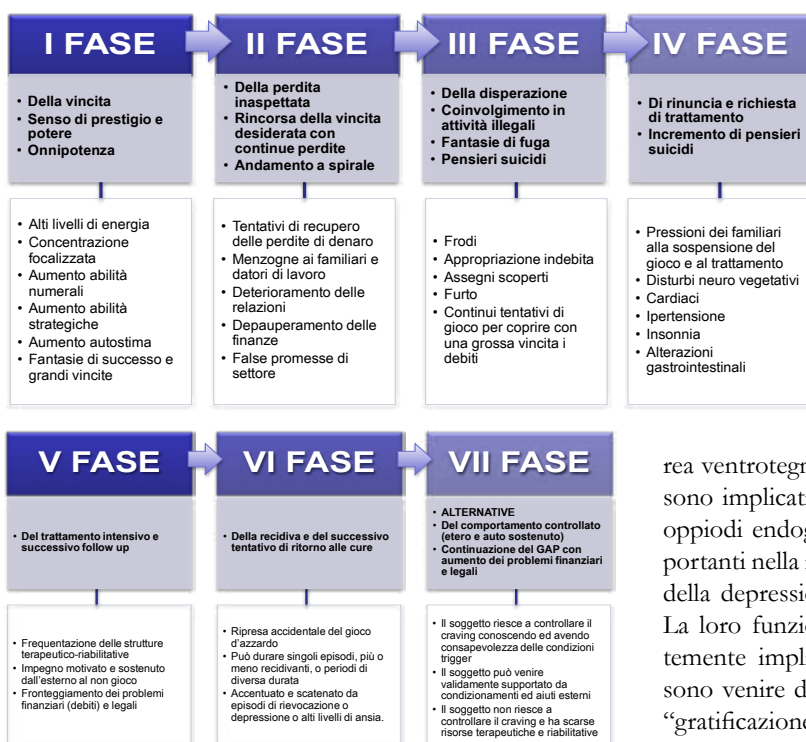 I FASE
• Della vincita
• Senso di prestigio e
potere
• Onnipotenza
• Alti livelli di energia
• Concentrazione
focalizzata
• Aumento abilità
numerali
• Aumento abilità
strategiche
• Aumento autostima
• Fantasie di successo e
grandi vincite
II FASE
• Della perdita
inaspettata
• Rincorsa della vincita
desiderata con
continue perdite
• Andamento a spirale
• Tentativi di recupero
delle perdite di denaro
• Menzogne ai familiari e
datori di lavoro
• Deterioramento delle
relazioni
• Depauperamento delle
finanze
• False promesse di
settore
III FASE
• Della disperazione
• Coinvolgimento in
attività illegali
• Fantasie di fuga
• Pensieri suicidi
• Frodi
• Appropriazione indebita
• Assegni scoperti
• Furto
• Continui tentativi di
gioco per coprire con
una grossa vincita i
debiti
IV FASE
• Di rinuncia e richiesta
di trattamento
• Incremento di pensieri
suicidi
• Pressioni dei familiari
alla sospensione del
gioco e al trattamento
• Disturbi neuro vegetativi
• Cardiaci
• Ipertensione
• Insonnia
• Alterazioni
gastrointestinali
V FASE
• Del trattamento intensivo e
successivo follow up
• Frequentazione delle strutture
terapeutico-riabilitative
• Impegno motivato e sostenuto
dall'esterno al non gioco
• Fronteggiamento dei problemi
finanziari (debiti) e legali
VI FASE
• Della recidiva e del successivo
tentativo di ritorno alle cure
• Ripresa accidentale del gioco
d'azzardo
• Può durare singoli episodi, più o
meno recidivanti, o periodi di
diversa durata
• Accentuato e scatenato da
episodi di rievocazione o
depressione o alti livelli di ansia.
VII FASE
• ALTERNATIVE
• Del comportamento controllato
(etero e auto sostenuto)
• Continuazione del GAP con
aumento dei problemi finanziari
e legali
• Il soggetto riesce a controllare il
craving conoscendo ed avendo
consapevolezza delle condizioni
trigger
• Il soggetto può venire
validamente supportato da
condizionamenti ed aiuti esterni
• Il soggetto non riesce a
controllare il craving e ha scarse
risorse terapeutiche e riabilitative
rea ventrotegm
sono implicati
oppiodi endog
portanti nella
della depressi
La loro funzi
temente impl
sono venire d
“gratificazion